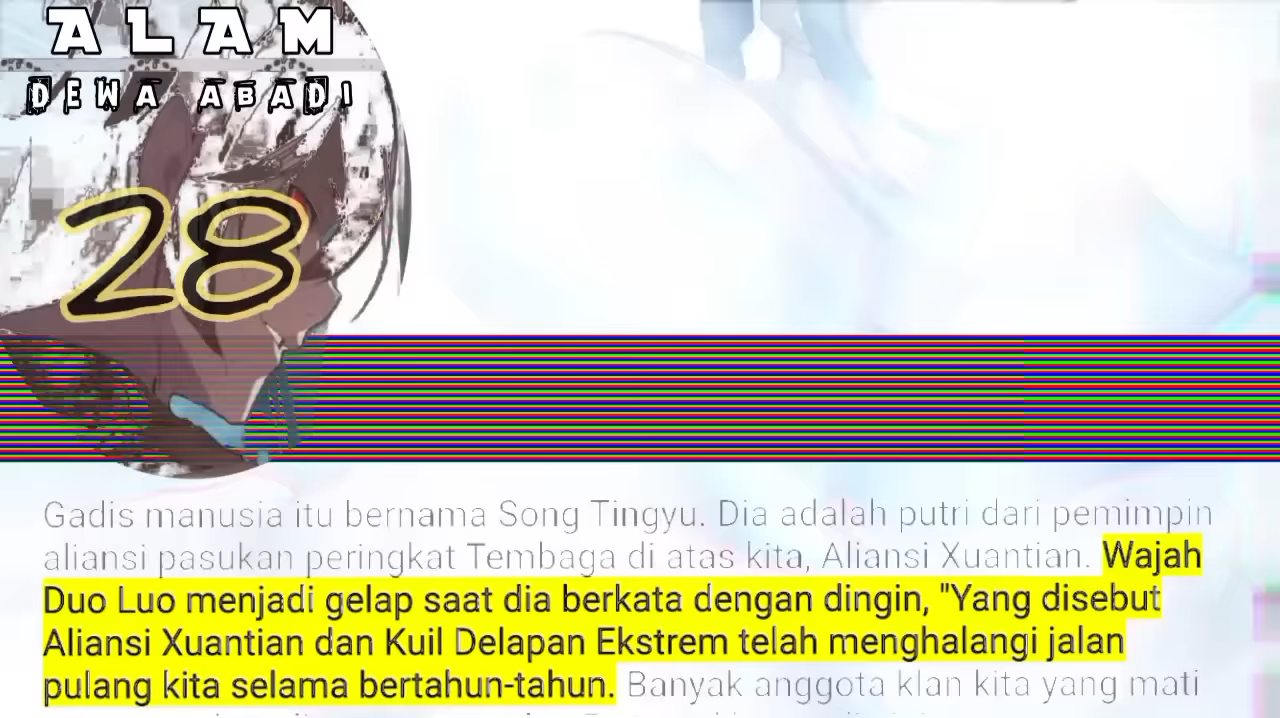 ALAM
DEWA ABADI
28
Gadis manusia itu bernama Song Tingyu. Dia adalah putri dari pemimpin
aliansi pasukan peringkat Tembaga di atas kita, Aliansi Xuantian. Wajah
Duo Luo menjadi gelap saat dia berkata dengan dingin, "Yang disebut
Aliansi Xuantian dan Kuil Delapan Ekstrem telah menghalangi jalan
pulang kita selama bertahun-tahun. Banyak anggota klan kita yang mati